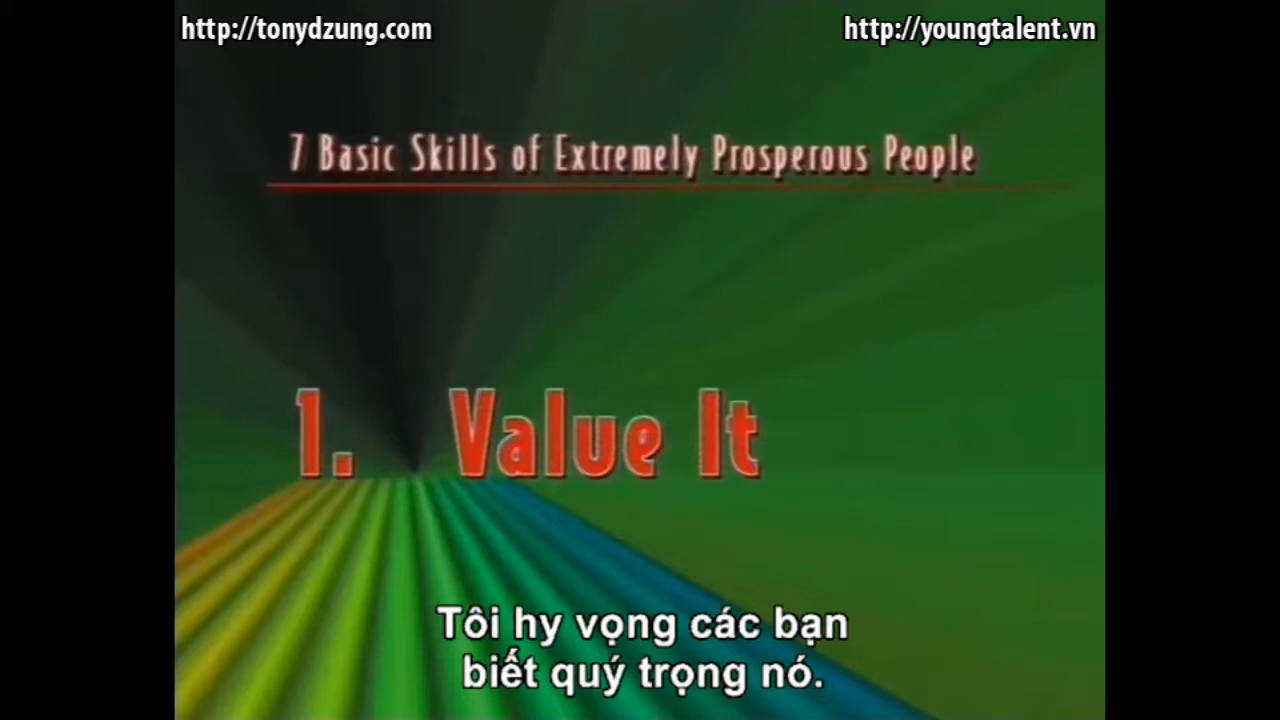 http://tonydzung.com
http://youngtalent.vn
7 Basic Skills of Extremely Prosperous People
1. Value It
Tôi hy vọng các bạn
biết quý trọng nó.